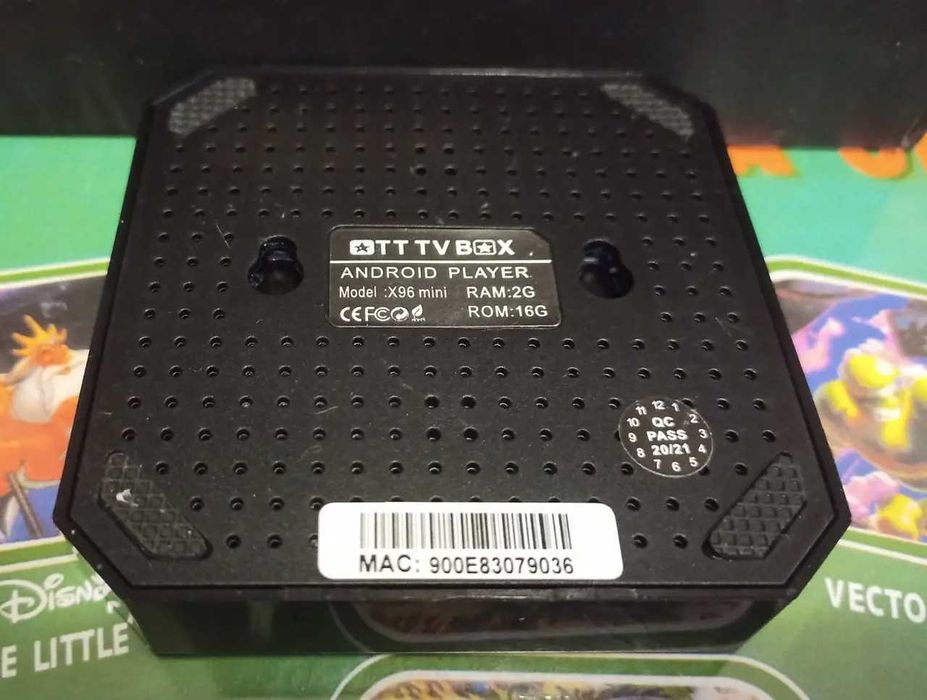 OTT TV BOX
ANDROID PLAYER
Model :X96 mini RAM:2G
CE FC ROM:16G
11 12 1
10 QC 2
9 PASS 3
8 20/21 4
7 6 5
MAC: 900E83079036
DISNEY
E LITTLE
VECTO